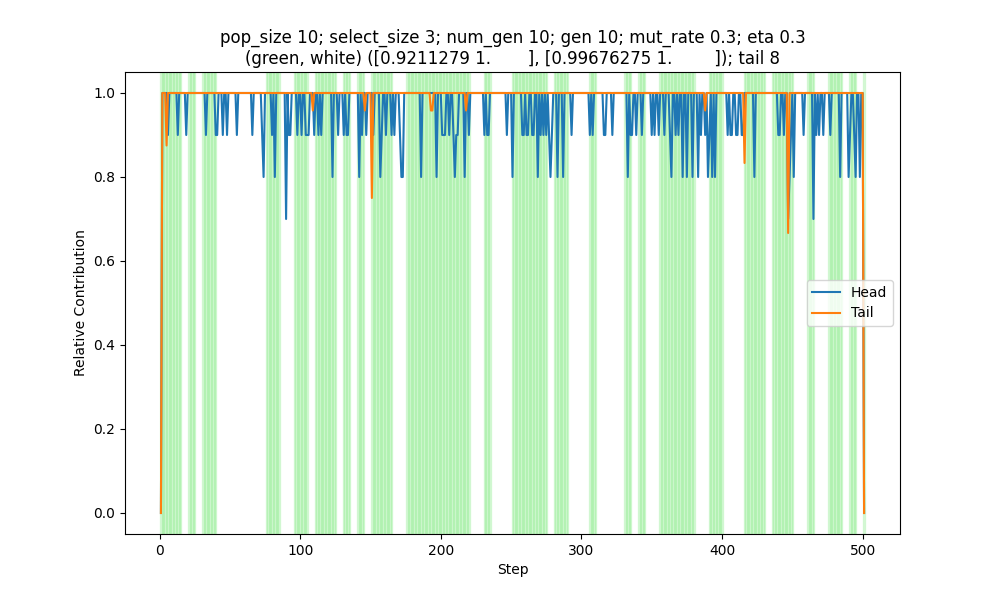 pop_size 10; select_size 3; num_gen 10; gen 10; mut_rate 0.3; eta 0.3
(green, white) ([0.9211279 1.        ], [0.99676275 1.        ]); tail 8
1.0
0.8
0.6
0.4
0.2
0.0
Relative Contribution
Head
Tail
0 100 200 300 400 500
Step